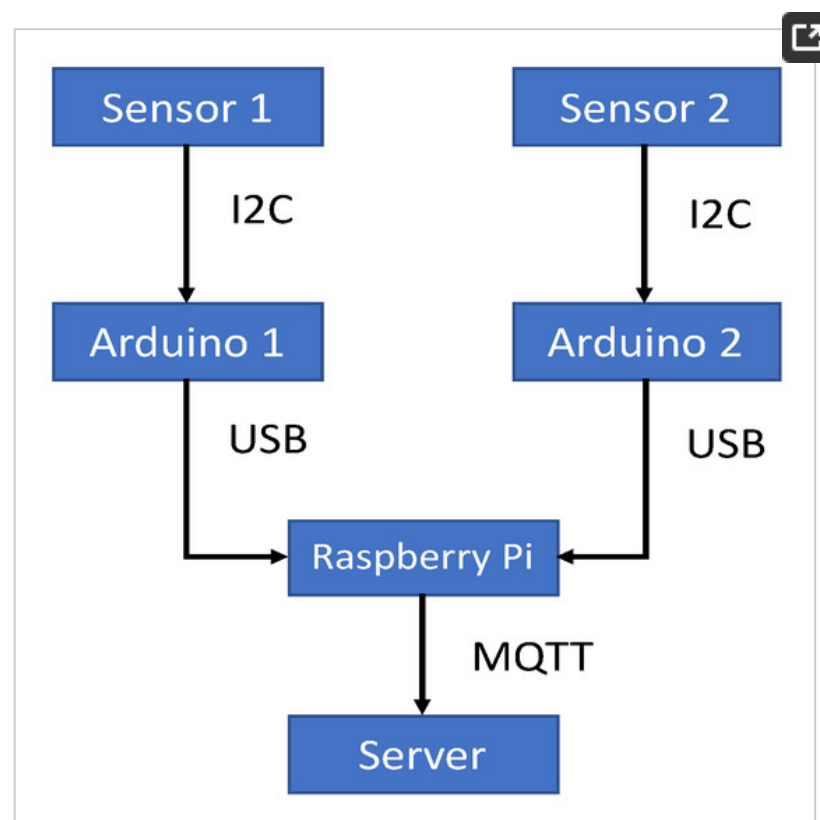 Sensor 1
Sensor 2
I2C
I2C
Arduino 1
Arduino 2
USB
USB
Raspberry Pi
MQTT
Server